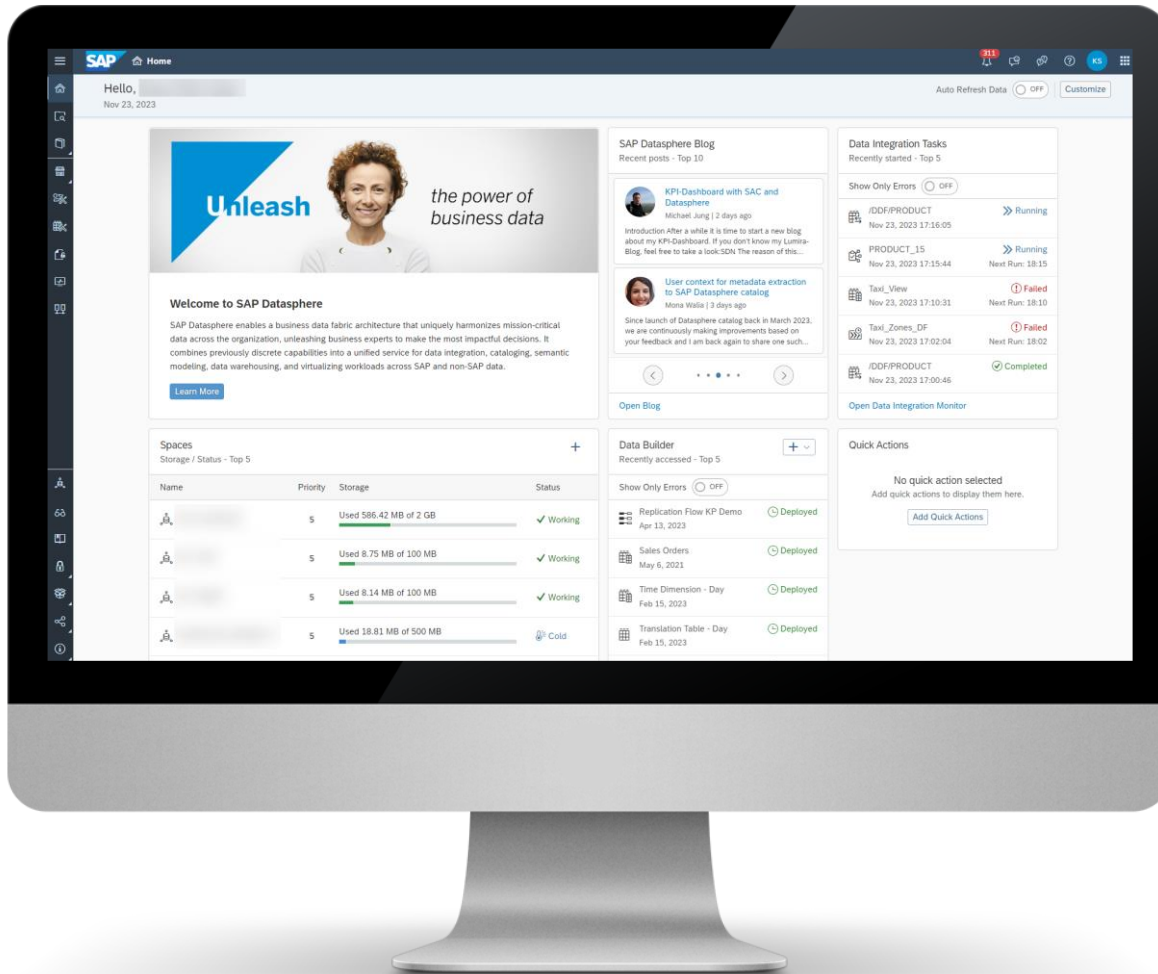 SAP
Home
311
KS
Hello,
Nov 23, 2023
Auto Refresh Data OFF
Customize
Unleash
the power of
business data
Welcome to SAP Datasphere
SAP Datasphere enables a business data fabric architecture that uniquely harmonizes mission-critical
data across the organization, unleashing business experts to make the most impactful decisions. It
combines previously discrete capabilities into a unified service for data integration, cataloging, semantic
modeling, data warehousing, and virtualizing workloads across SAP and non-SAP data.
Learn More
SAP Datasphere Blog
Recent posts - Top 10
KPI-Dashboard with SAC and
Datasphere
Michael Jung | 2 days ago
Introduction After a while it is time to start a new blog
about my KPI-Dashboard. If you don't know my Lumira-
Blog, feel free to take a look:SDN The reason of this...
User context for metadata extraction
to SAP Datasphere catalog
Mona Walia | 3 days ago
Since launch of Datasphere catalog back in March 2023,
we are continuously making improvements based on
your feedback and I am back again to share one such...
Open Blog
Data Integration Tasks
Recently started - Top 5
Show Only Errors OFF
/DDF/PRODUCT Running
Nov 23, 2023 17:16:05
PRODUCT_15 Running
Nov 23, 2023 17:15:44 Next Run: 18:15
Taxi_View Failed
Nov 23, 2023 17:10:31 Next Run: 18:10
Taxi_Zones_DF Failed
Nov 23, 2023 17:02:04 Next Run: 18:02
/DDF/PRODUCT Completed
Nov 23, 2023 17:00:46
Open Data Integration Monitor
Spaces
Storage / Status - Top 5
Name Priority Storage Status
5 Used 586.42 MB of 2 GB Working
5 Used 8.75 MB of 100 MB Working
5 Used 8.14 MB of 100 MB Working
5 Used 18.81 MB of 500 MB Cold
Data Builder
Recently accessed - Top 5
Show Only Errors OFF
Replication Flow KP Demo Deployed
Apr 13, 2023
Sales Orders Deployed
May 6, 2021
Time Dimension - Day Deployed
Feb 15, 2023
Translation Table - Day Deployed
Feb 15, 2023
Quick Actions
No quick action selected
Add quick actions to display them here.
Add Quick Actions